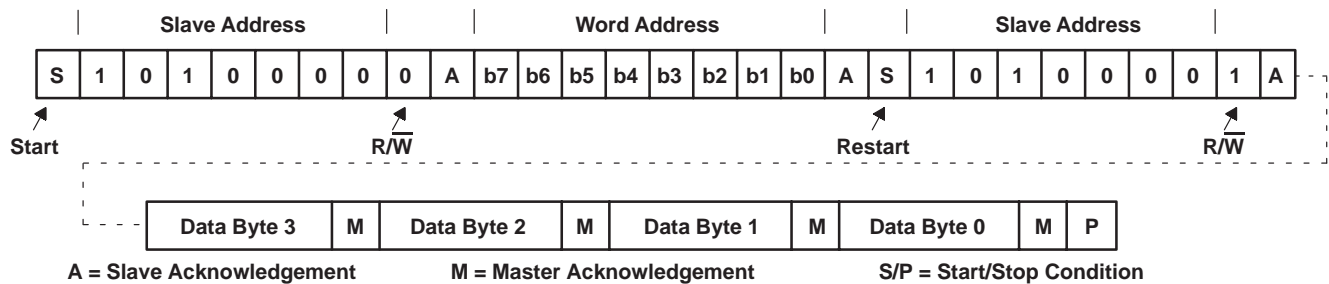 Slave Address Word Address Slave Address
S 1 0 1 0 0 0 0 0 A b7 b6 b5 b4 b3 b2 b1 b0 A S 1 0 1 0 0 0 0 1 A
Start R/W̅ Restart R/W̅
Data Byte 3 M Data Byte 2 M Data Byte 1 M Data Byte 0 M P
A = Slave Acknowledgement M = Master Acknowledgement S/P = Start/Stop Condition